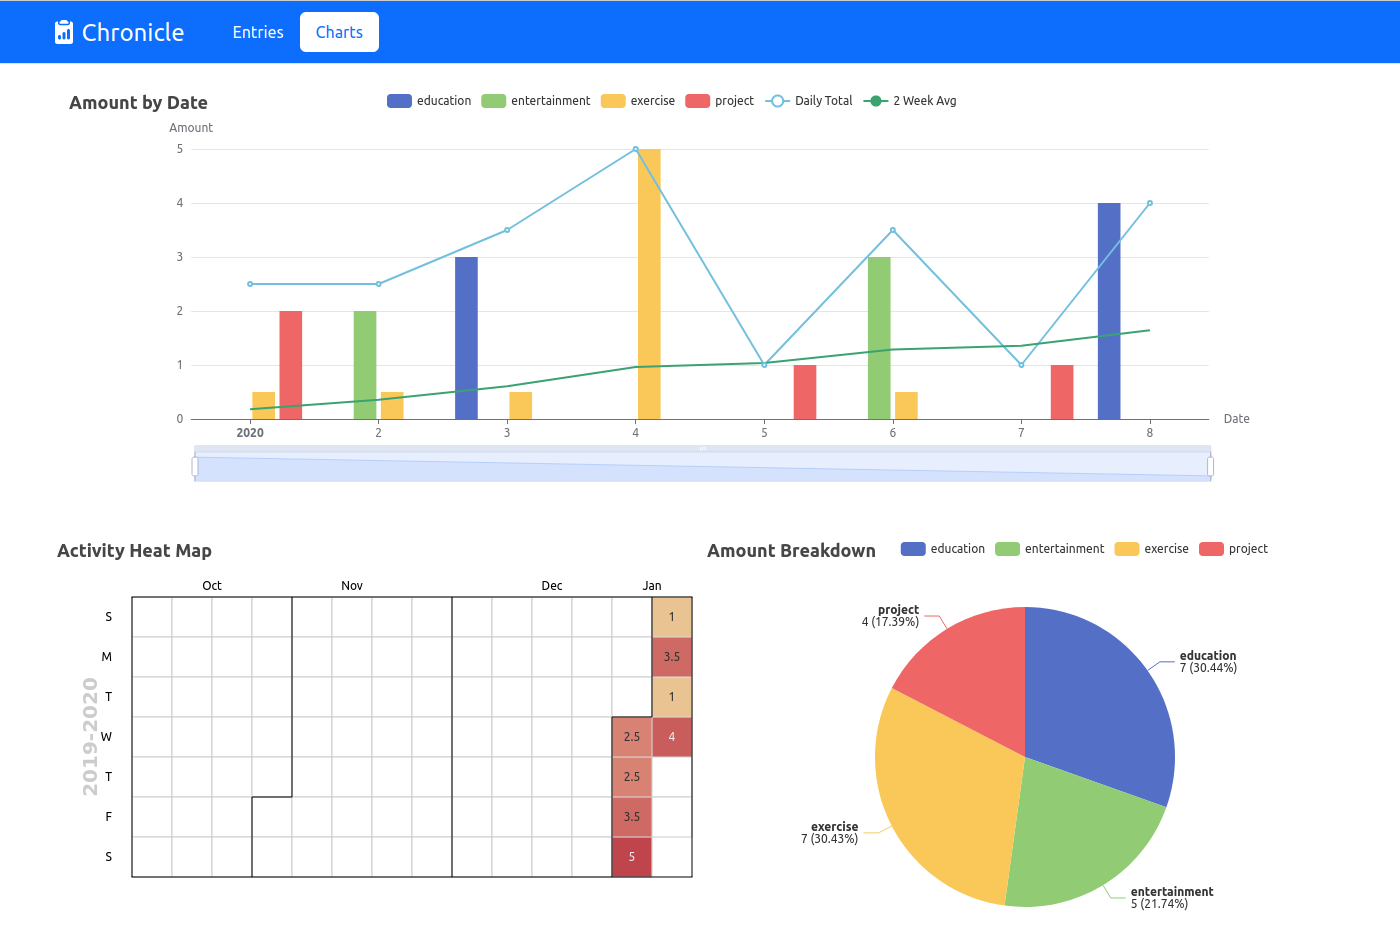 Chronicle Entries Charts
Amount by Date
education entertainment exercise project Daily Total 2 Week Avg
Amount
5
4
3
2
1
0
2020 2 3 4 5 6 7 8 Date
Activity Heat Map
Oct Nov Dec Jan
2019-2020
S 1
M 3.5
T 1
W 2.5 4
T 2.5
F 3.5
S 5
Amount Breakdown
education entertainment exercise project
project
4 (17.39%)
education
7 (30.44%)
exercise
7 (30.43%)
entertainment
5 (21.74%)